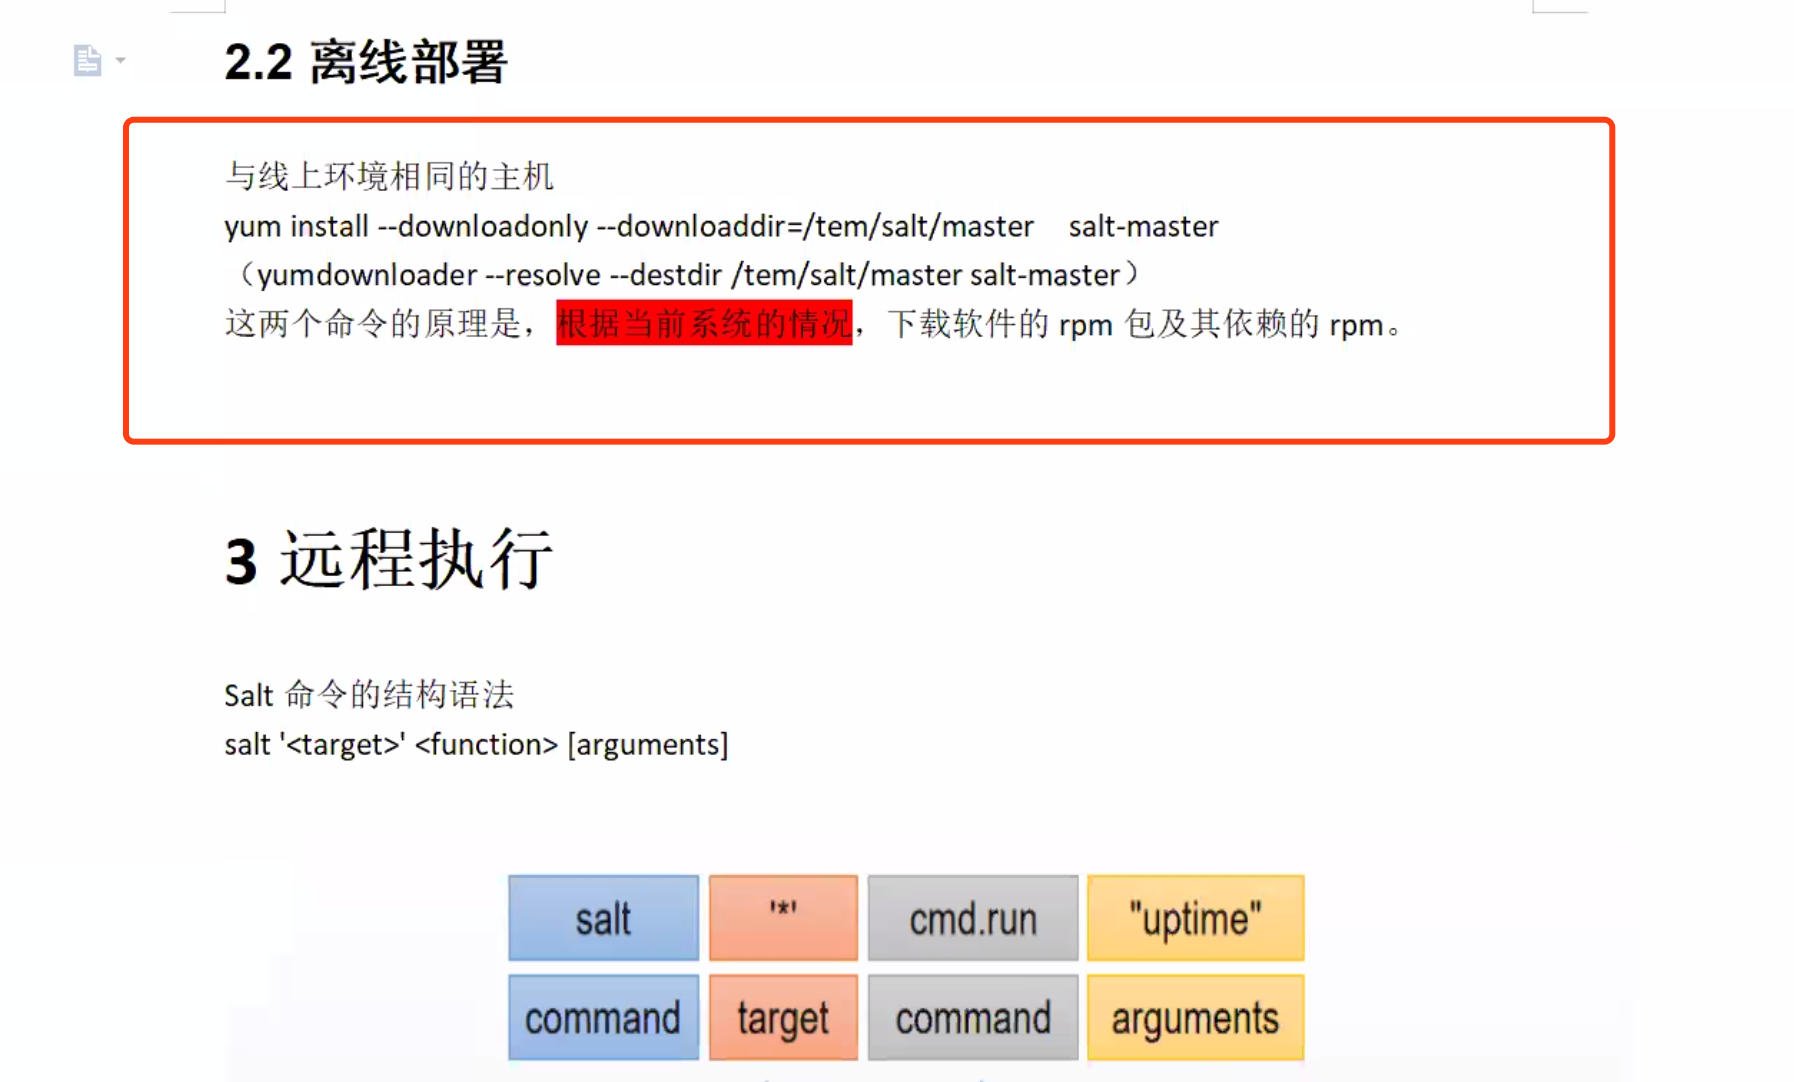 2.2 离线部署
与线上环境相同的主机
yum install --downloadonly --downloaddir=/tem/salt/master    salt-master
（yumdownloader --resolve --destdir /tem/salt/master salt-master）
这两个命令的原理是，根据当前系统的情况，下载软件的 rpm 包及其依赖的 rpm。
3 远程执行
Salt 命令的结构语法
salt '<target>' <function> [arguments]
salt '*' cmd.run "uptime"
command target command arguments